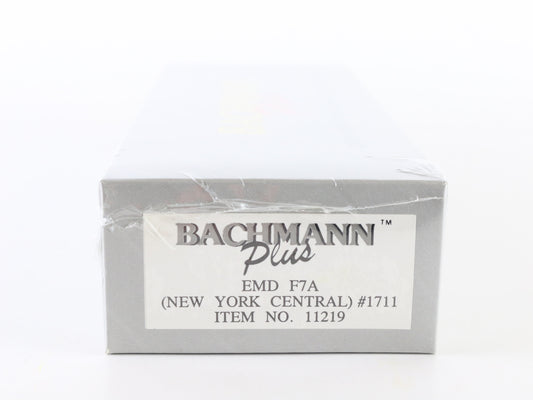 BACHMANN™
Plus
EMD F7A
(NEW YORK CENTRAL) #1711
ITEM NO. 11219